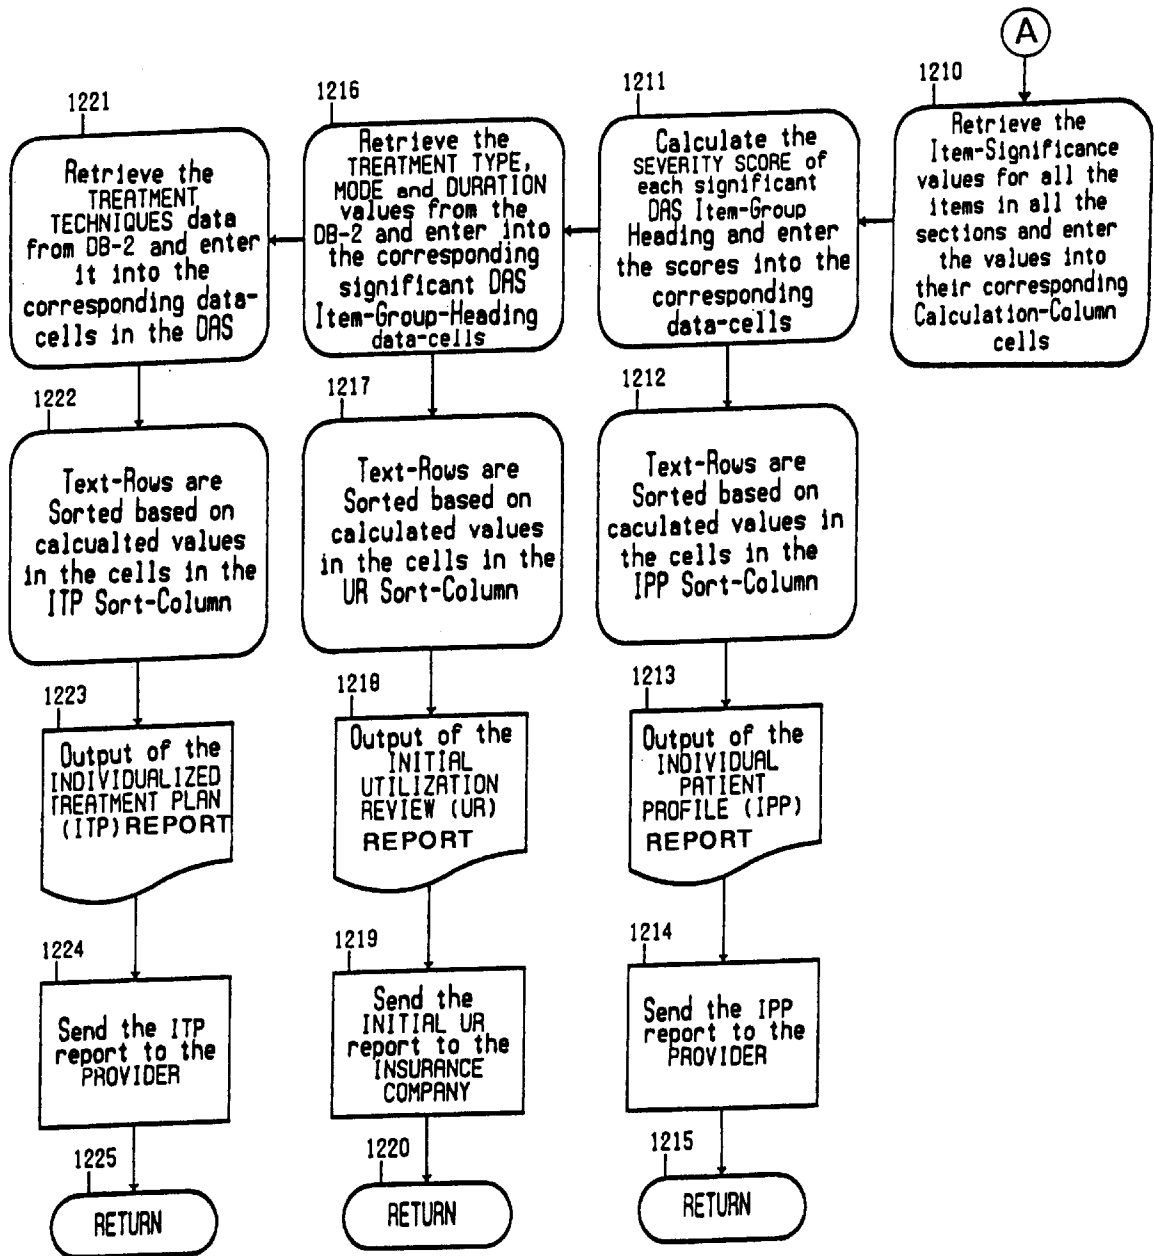 A
1210
Retrieve the
Item-Significance
values for all the
items in all the
sections and enter
the values into
their corresponding
Calculation-Column
cells
1211
Calculate the
SEVERITY SCORE of
each significant
DAS Item-Group
Heading and enter
the scores into the
corresponding
data-cells
1216
Retrieve the
TREATMENT TYPE,
MODE and DURATION
values from the
DB-2 and enter into
the corresponding
significant DAS
Item-Group-Heading
data-cells
1221
Retrieve the
TREATMENT
TECHNIQUES data
from DB-2 and enter
it into the
corresponding data-
cells in the DAS
1222
Text-Rows are
Sorted based on
calcualted values
in the cells in the
ITP Sort-Column
1217
Text-Rows are
Sorted based on
calculated values
in the cells in the
UR Sort-Column
1212
Text-Rows are
Sorted based on
caculated values in
the cells in the
IPP Sort-Column
1223
Output of the
INDIVIDUALIZED
TREATMENT PLAN
(ITP) REPORT
1218
Output of the
INITIAL
UTILIZATION
REVIEW (UR)
REPORT
1213
Output of the
INDIVIDUAL
PATIENT
PROFILE (IPP)
REPORT
1224
Send the ITP
report to the
PROVIDER
1219
Send the
INITIAL UR
report to the
INSURANCE
COMPANY
1214
Send the IPP
report to the
PROVIDER
1225
RETURN
1220
RETURN
1215
RETURN